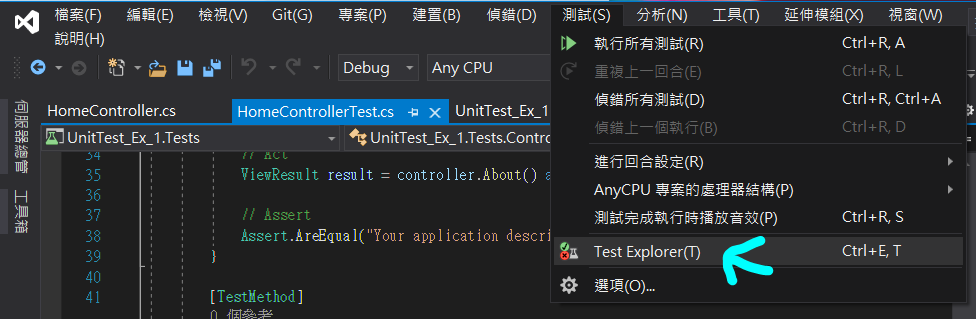 檔案(F) 編輯(E) 檢視(V) Git(G) 專案(P) 建置(B) 偵錯(D) 測試(S) 分析(N) 工具(T) 延伸模組(X) 視窗(W)
說明(H)
Debug Any CPU
執行所有測試(R) Ctrl+R, A
重複上一回合(E) Ctrl+R, L
偵錯所有測試(D) Ctrl+R, Ctrl+A
偵錯上一個執行(B) Ctrl+R, D
進行回合設定(R)
AnyCPU 專案的處理器結構(P)
測試完成執行時播放音效(P) Ctrl+R, S
Test Explorer(T) Ctrl+E, T
選項(O)...
伺服器總管
工具箱
HomeController.cs HomeControllerTest.cs UnitTest_Ex_1
UnitTest_Ex_1.Tests UnitTest_Ex_1.Tests.Contro
34 // Act
35 ViewResult result = controller.About() a
36
37 // Assert
38 Assert.AreEqual("Your application descri
39 }
40
41 [TestMethod]
0 個參考